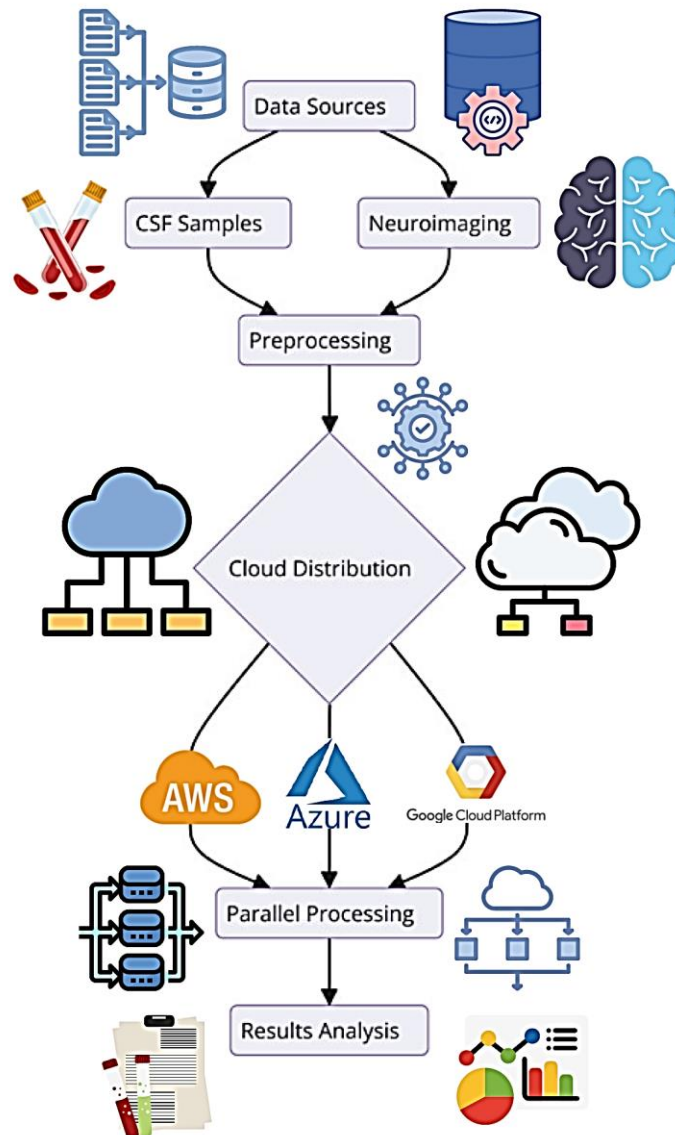 Data Sources
CSF Samples
Neuroimaging
Preprocessing
Cloud Distribution
AWS
Azure
Google Cloud Platform
Parallel Processing
Results Analysis